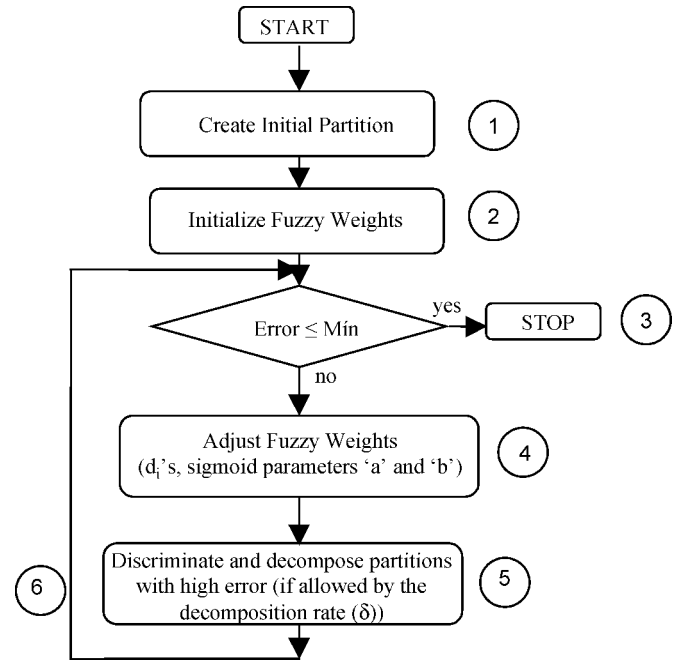 START
Create Initial Partition
1
Initialize Fuzzy Weights
2
Error ≤ Mín
yes
STOP
3
no
Adjust Fuzzy Weights
(dᵢ's, sigmoid parameters ‘a’ and ‘b’)
4
Discriminate and decompose partitions
with high error (if allowed by the
decomposition rate (δ))
5
6